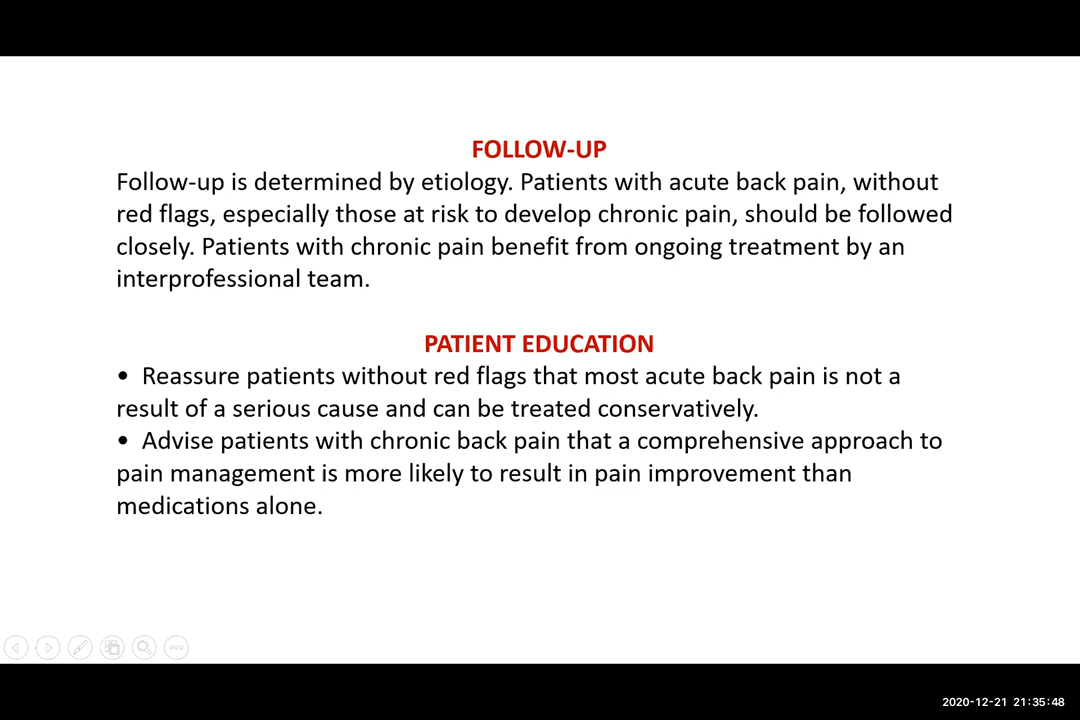 FOLLOW-UP
Follow-up is determined by etiology. Patients with acute back pain, without
red flags, especially those at risk to develop chronic pain, should be followed
closely. Patients with chronic pain benefit from ongoing treatment by an
interprofessional team.
PATIENT EDUCATION
• Reassure patients without red flags that most acute back pain is not a
result of a serious cause and can be treated conservatively.
• Advise patients with chronic back pain that a comprehensive approach to
pain management is more likely to result in pain improvement than
medications alone.
2020-12-21 21:35:48